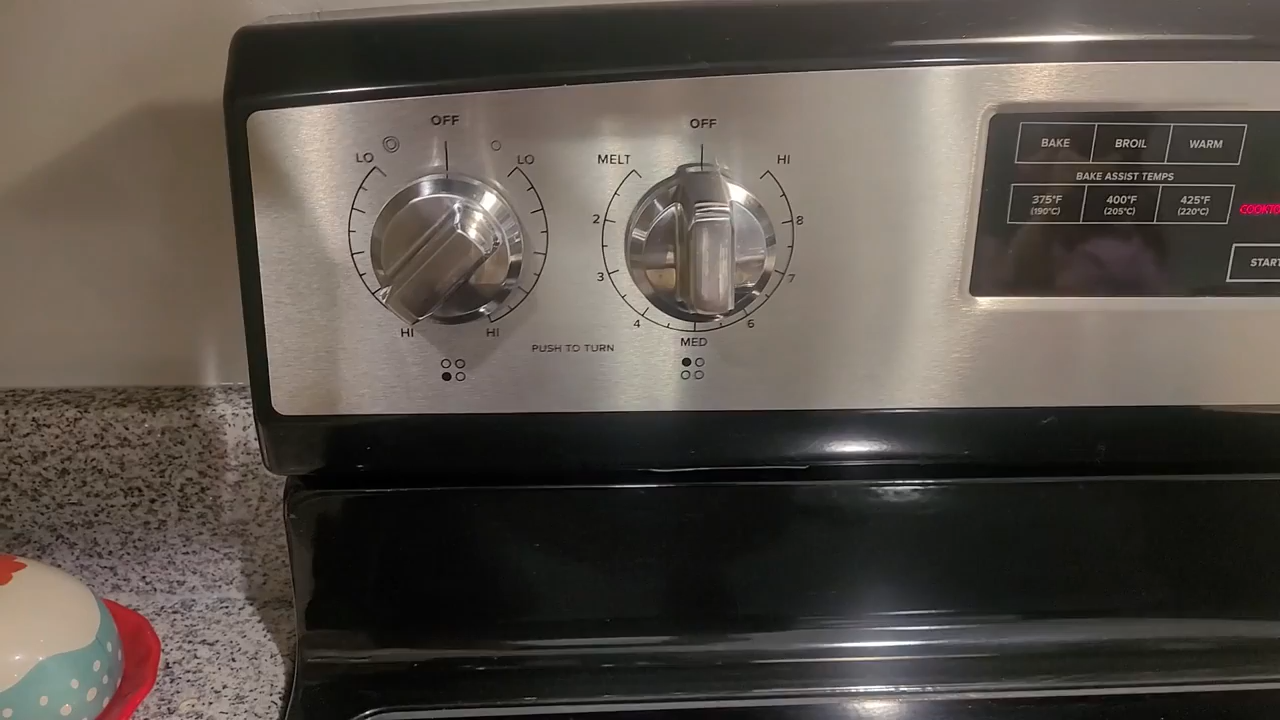 OFF
LO
LO
HI
HI
PUSH TO TURN
OFF
MELT
HI
2
8
3
7
4
6
MED
BAKE
BROIL
WARM
BAKE ASSIST TEMPS
375°F
(190°C)
400°F
(205°C)
425°F
(220°C)
COOKTO
START